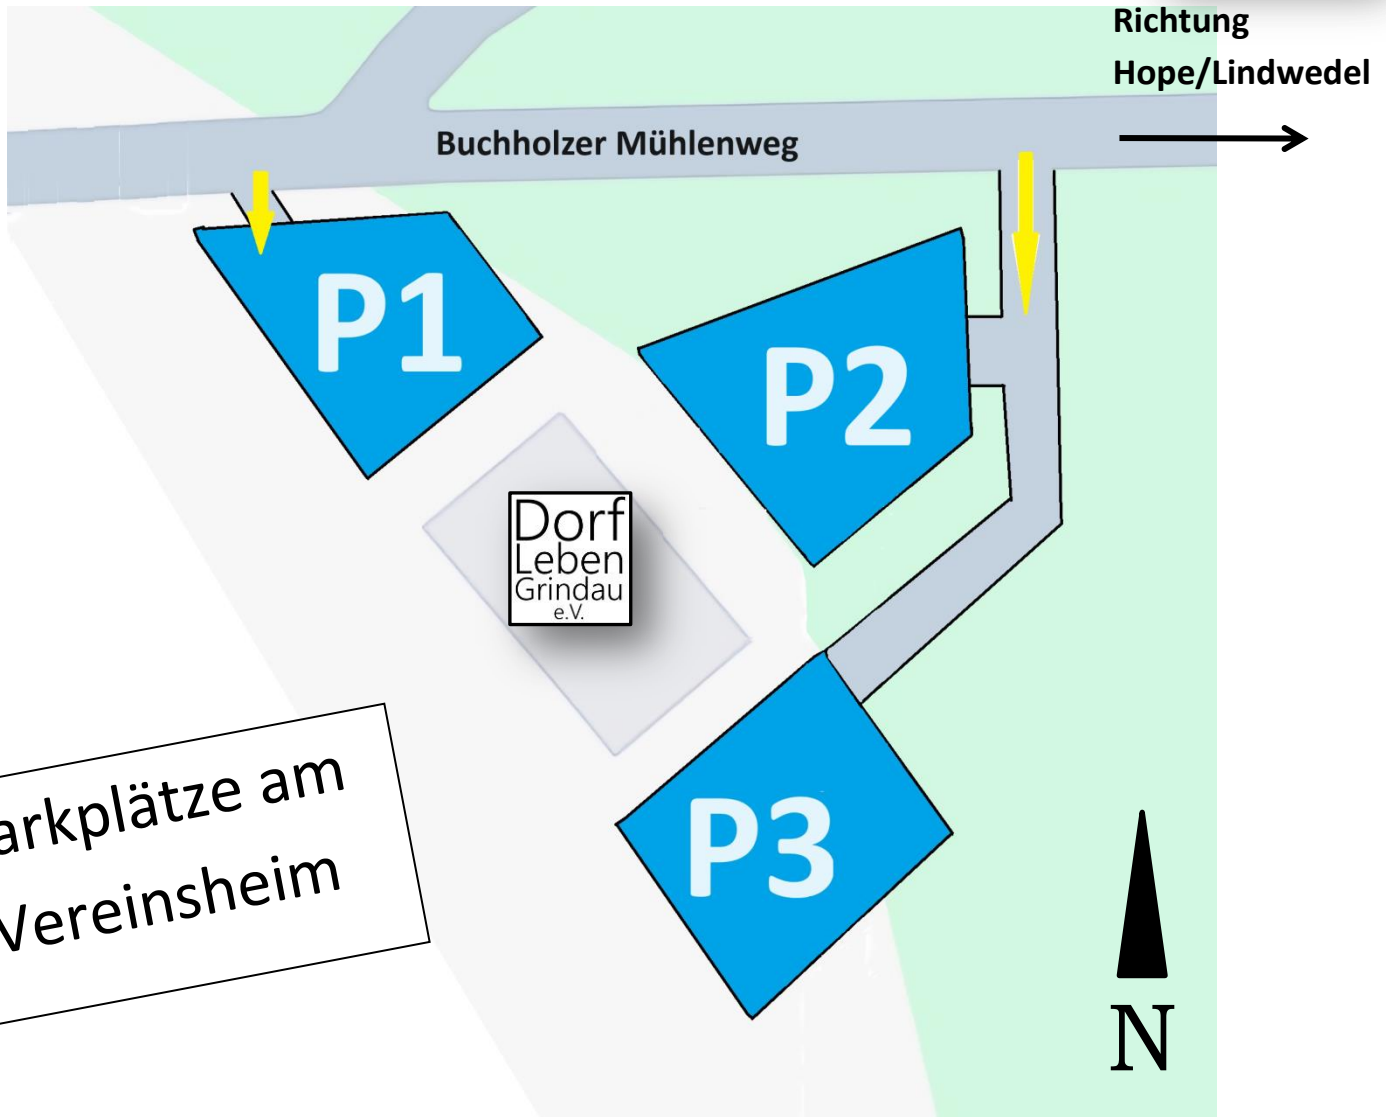 Richtung
Hope/Lindwedel
Buchholzer Mühlenweg
P1
P2
Dorf
Leben
Grindau
e.V.
arkplätze am
Vereinsheim
P3
N